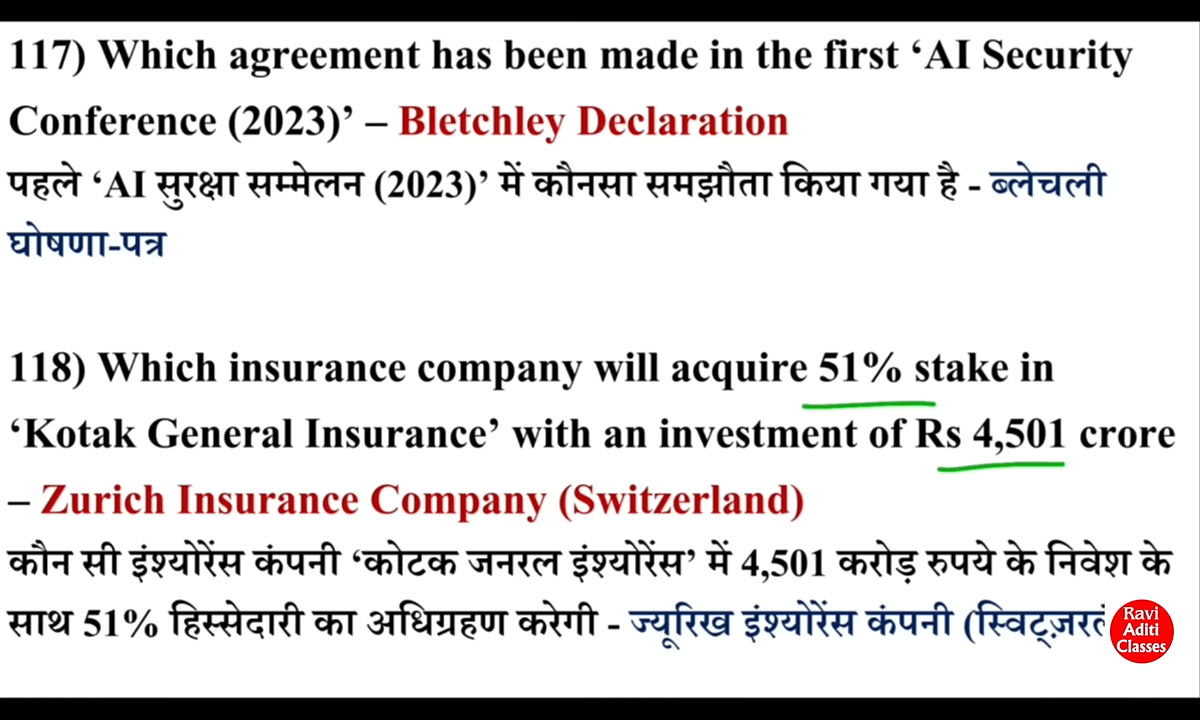 117) Which agreement has been made in the first ‘AI Security
Conference (2023)’ – Bletchley Declaration
पहले ‘AI सुरक्षा सम्मेलन (2023)’ में कौनसा समझौता किया गया है - ब्लेचली
घोषणा-पत्र
118) Which insurance company will acquire 51% stake in
‘Kotak General Insurance’ with an investment of Rs 4,501 crore
– Zurich Insurance Company (Switzerland)
कौन सी इंश्योरेंस कंपनी ‘कोटक जनरल इंश्योरेंस’ में 4,501 करोड़ रुपये के निवेश के
साथ 51% हिस्सेदारी का अधिग्रहण करेगी - ज्यूरिख इंश्योरेंस कंपनी
Ravi
Aditi
Classes